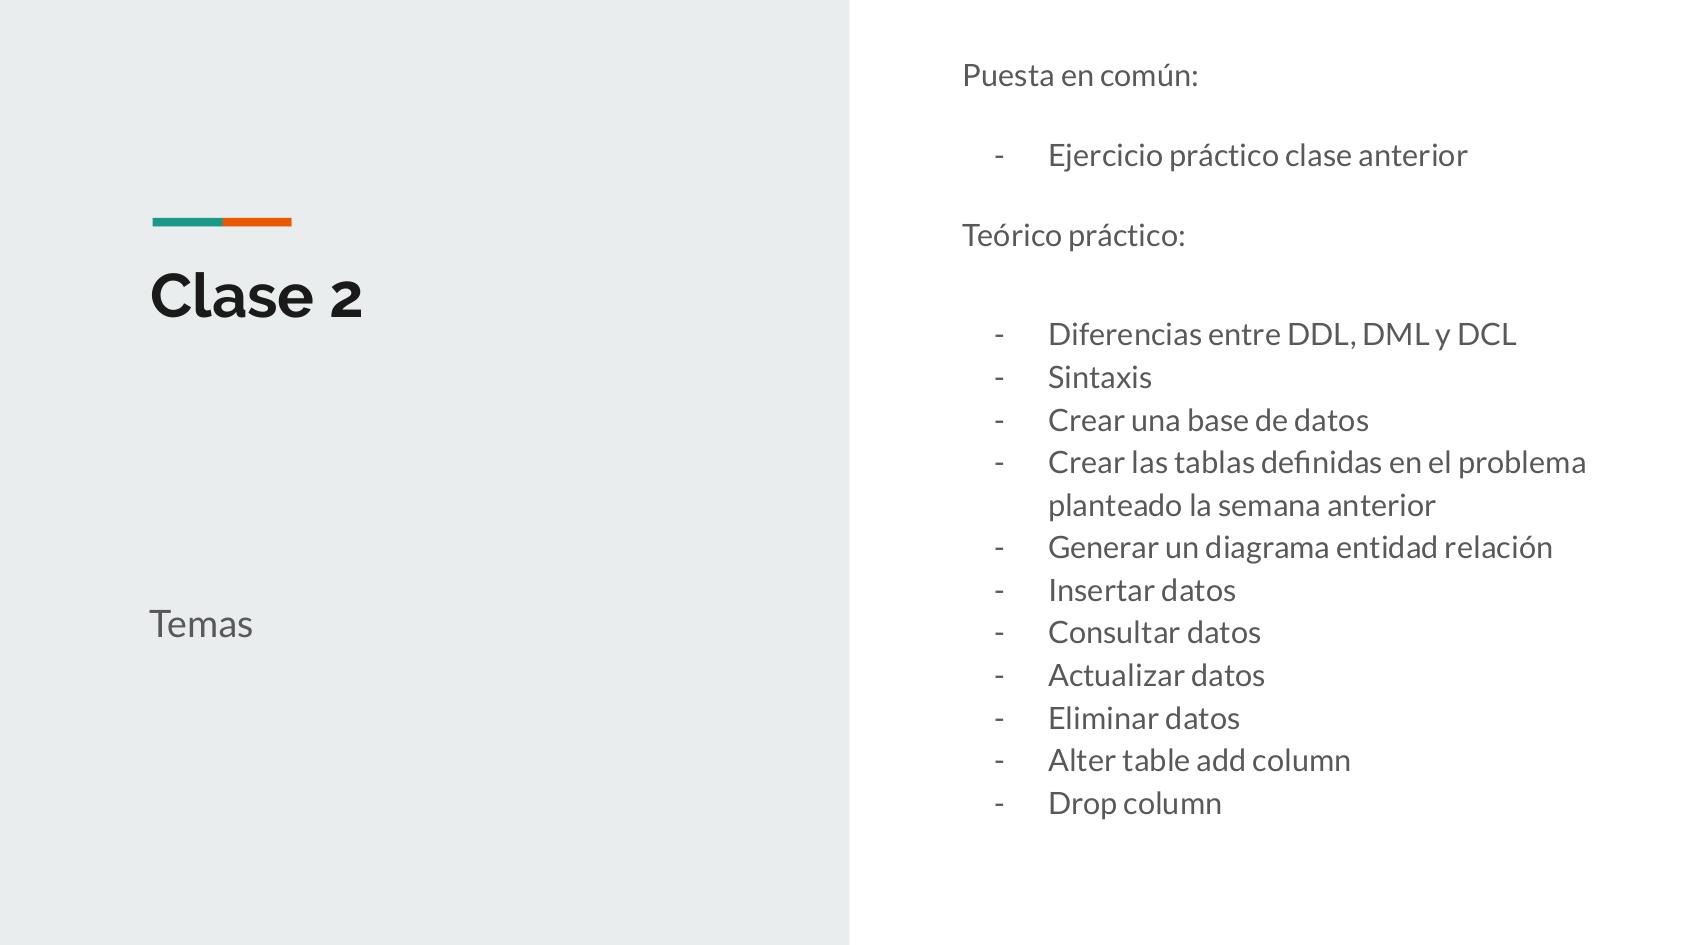 Clase 2
Temas
Puesta en común:
- Ejercicio práctico clase anterior
Teórico práctico:
- Diferencias entre DDL, DML y DCL
- Sintaxis
- Crear una base de datos
- Crear las tablas definidas en el problema
planteado la semana anterior
- Generar un diagrama entidad relación
- Insertar datos
- Consultar datos
- Actualizar datos
- Eliminar datos
- Alter table add column
- Drop column